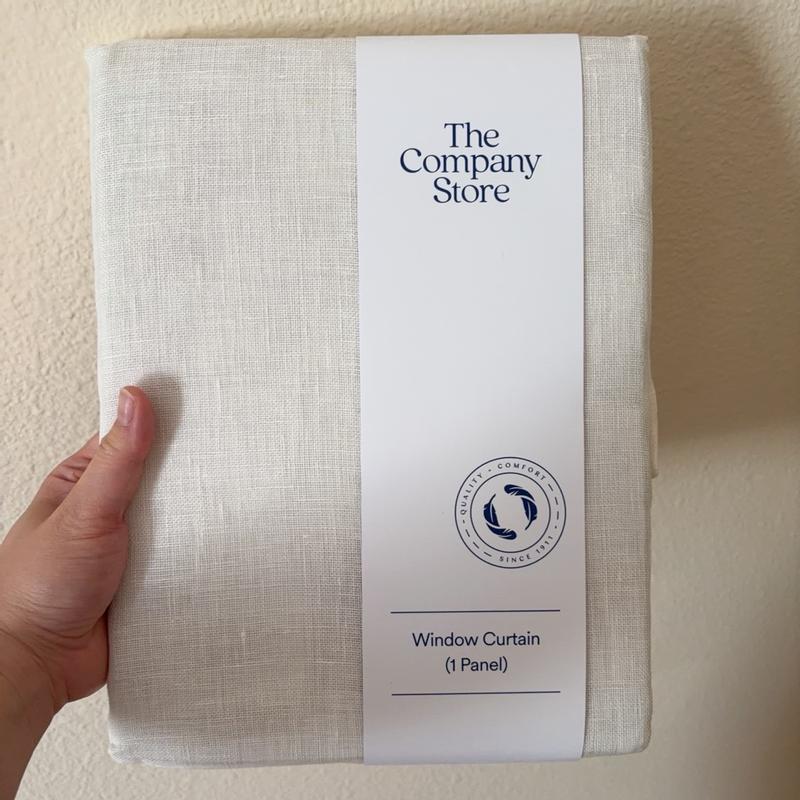 The
Company
Store
QUALITY - COMFORT
SINCE 1911
Window Curtain
(1 Panel)